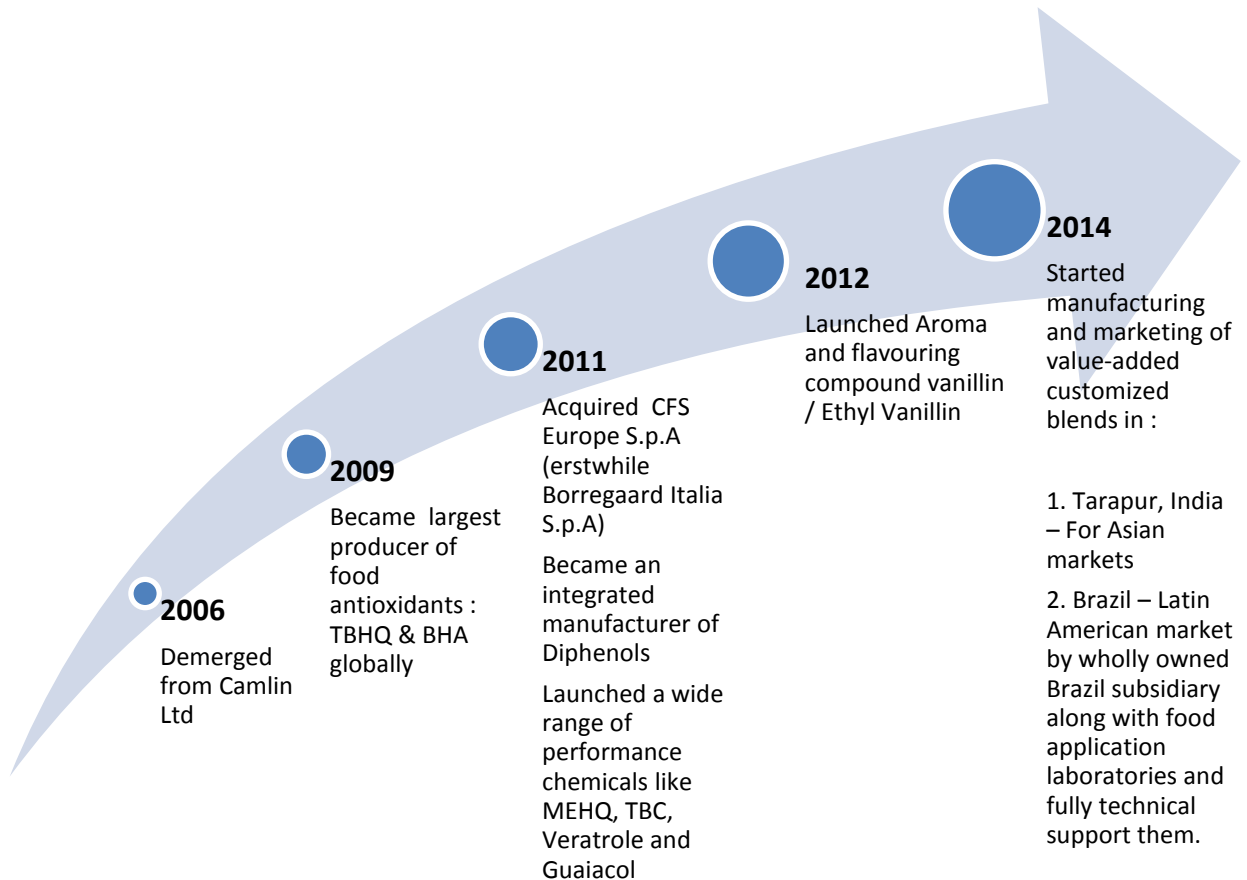 2006
Demerged
from Camlin
Ltd
2009
Became largest
producer of
food
antioxidants :
TBHQ & BHA
globally
2011
Acquired CFS
Europe S.p.A
(erstwhile
Borregaard Italia
S.p.A)
Became an
integrated
manufacturer of
Diphenols
Launched a wide
range of
performance
chemicals like
MEHQ, TBC,
Veratrole and
Guaiacol
2012
Launched Aroma
and flavouring
compound vanillin
/ Ethyl Vanillin
2014
Started
manufacturing
and marketing of
value-added
customized
blends in :
1. Tarapur, India
– For Asian
markets
2. Brazil – Latin
American market
by wholly owned
Brazil subsidiary
along with food
application
laboratories and
fully technical
support them.